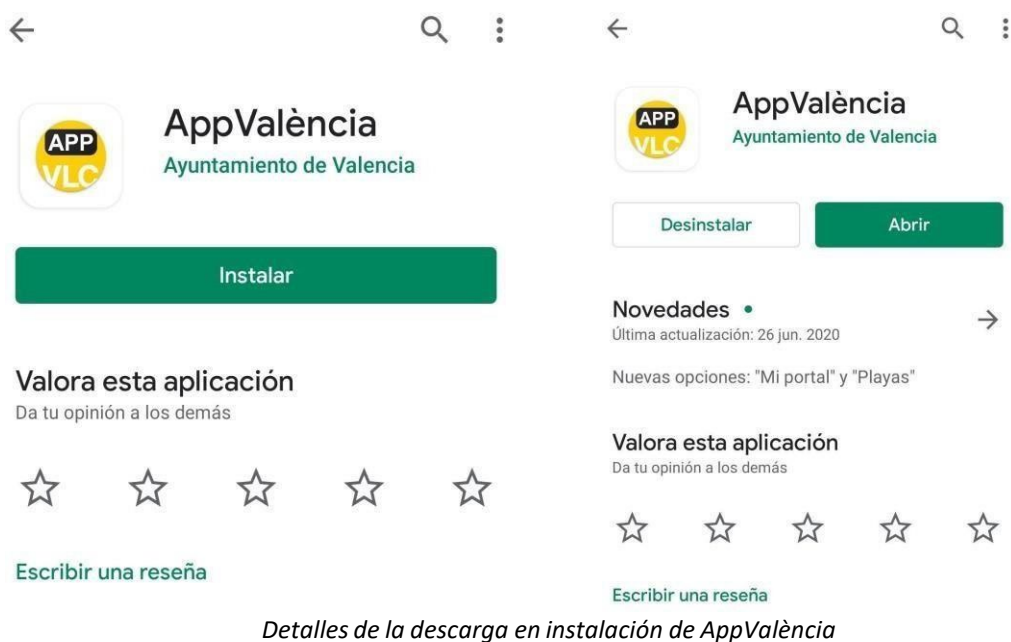 APP
VLC
AppValència
Ayuntamiento de Valencia
Instalar
Valora esta aplicación
Da tu opinión a los demás
Escribir una reseña
APP
VLC
AppValència
Ayuntamiento de Valencia
Desinstalar
Abrir
Novedades •
Última actualización: 26 jun. 2020
Nuevas opciones: "Mi portal" y "Playas"
Valora esta aplicación
Da tu opinión a los demás
Escribir una reseña
Detalles de la descarga en instalación de AppValència